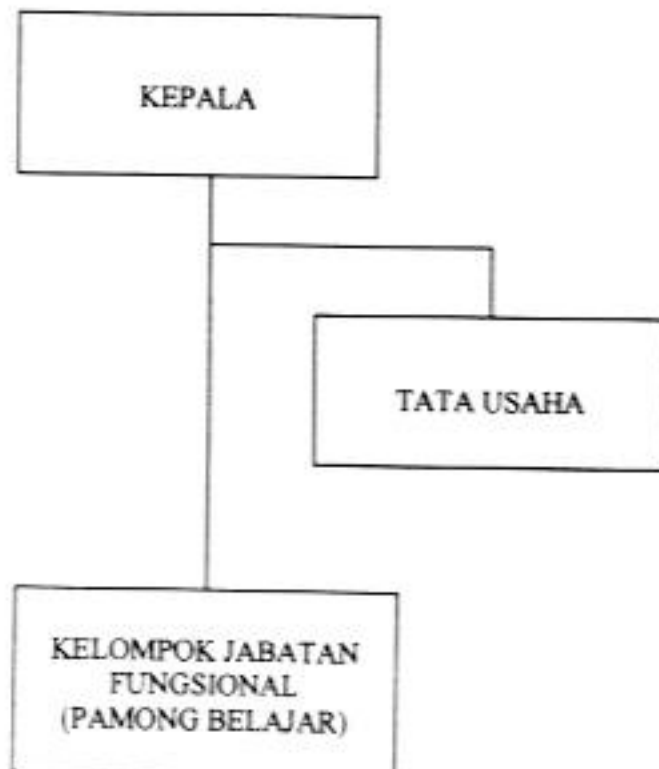 KEPALA
TATA USAHA
KELOMPOK JABATAN
FUNGSIONAL
(PAMONG BELAJAR)